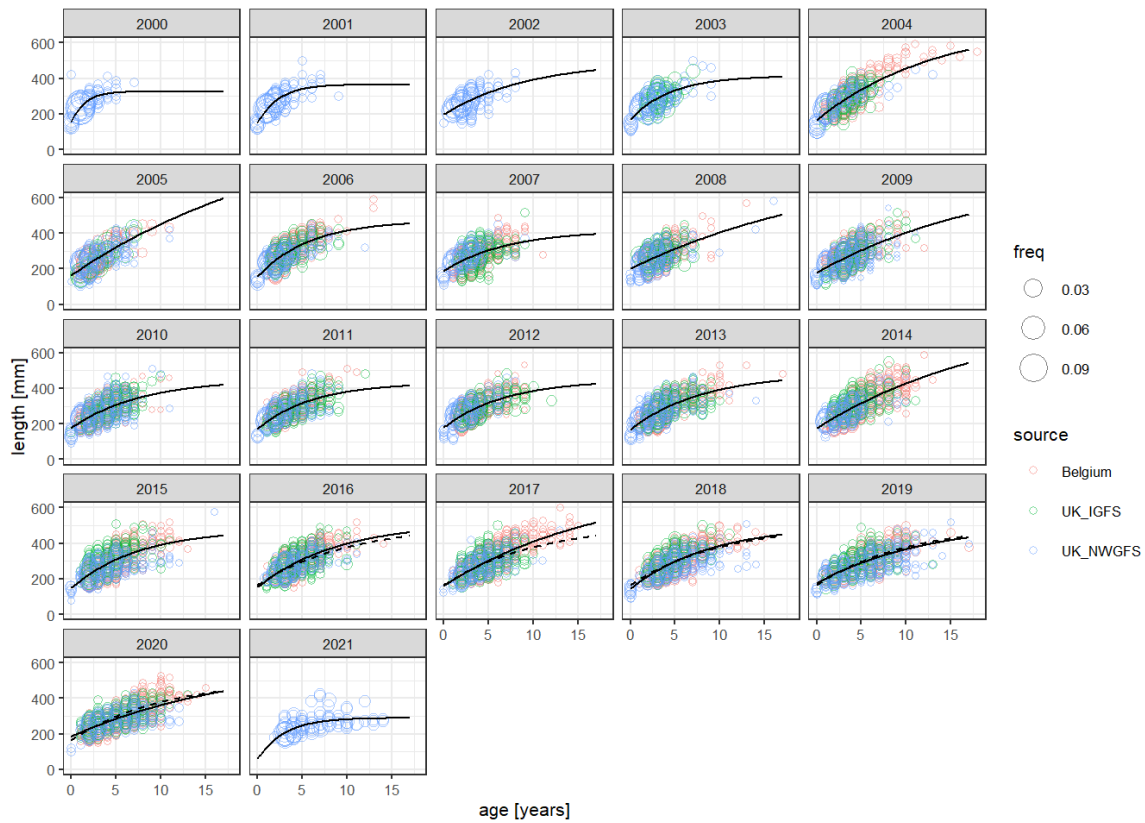 2000 2001 2002 2003 2004
600
400
200
0
2005 2006 2007 2008 2009
600
400
200
0
freq
0.03
0.06
0.09
2010 2011 2012 2013 2014
600
400
200
0
length [mm]
source
Belgium
UK_IGFS
UK_NWGFS
2015 2016 2017 2018 2019
600
400
200
0
0 5 10 15 0 5 10 15 0 5 10 15
2020 2021
600
400
200
0
0 5 10 15 0 5 10 15
age [years]